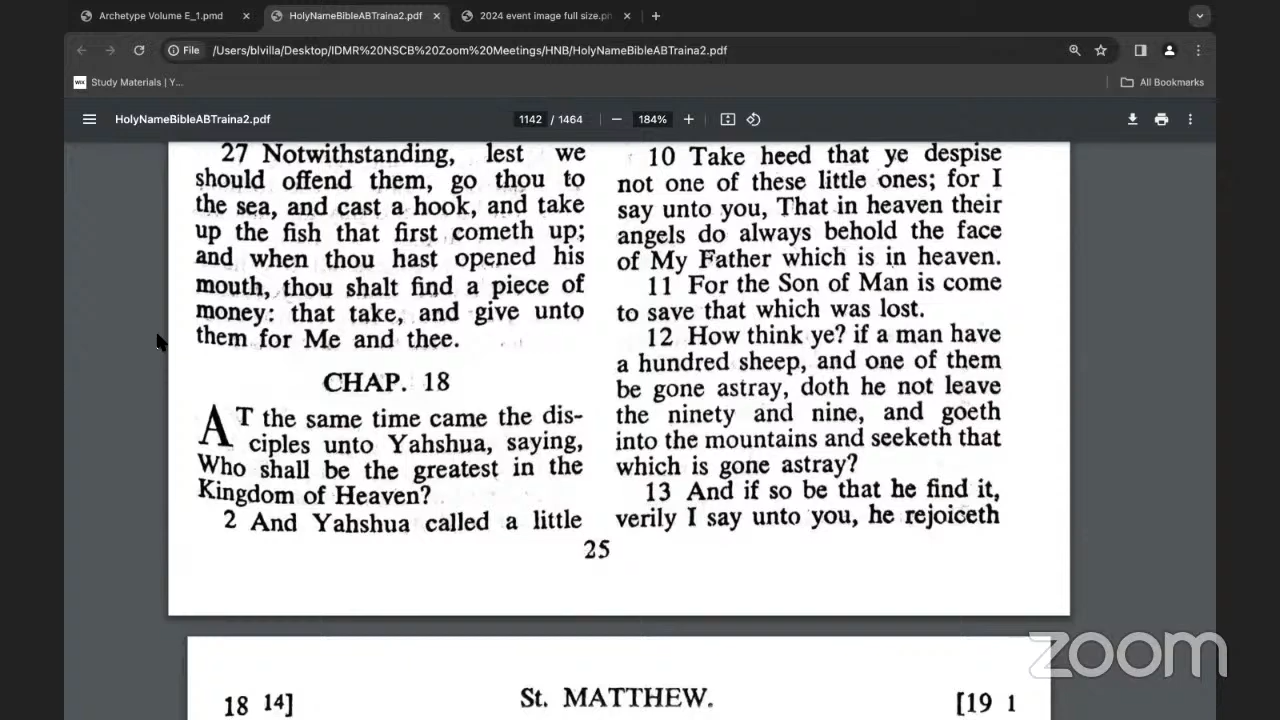 Archetype Volume E_1.pmd
HolyNameBibleABTraina2.pdf
2024 event image full size.pn
File /Users/blvilla/Desktop/IDMR%20NSCB%20Zoom%20Meetings/HNB/HolyNameBibleABTraina2.pdf
WIX Study Materials | Y...
All Bookmarks
HolyNameBibleABTraina2.pdf
1142 / 1464
184%
27 Notwithstanding, lest we
should offend them, go thou to
the sea, and cast a hook, and take
up the fish that first cometh up;
and when thou hast opened his
mouth, thou shalt find a piece of
money: that take, and give unto
them for Me and thee.
CHAP. 18
AT the same time came the dis-
ciples unto Yahshua, saying,
Who shall be the greatest in the
Kingdom of Heaven?
2 And Yahshua called a little
10 Take heed that ye despise
not one of these little ones; for I
say unto you, That in heaven their
angels do always behold the face
of My Father which is in heaven.
11 For the Son of Man is come
to save that which was lost.
12 How think ye? if a man have
a hundred sheep, and one of them
be gone astray, doth he not leave
the ninety and nine, and goeth
into the mountains and seeketh that
which is gone astray?
13 And if so be that he find it,
verily I say unto you, he rejoiceth
25
zoom
18 14]
St. MATTHEW.
[19 1